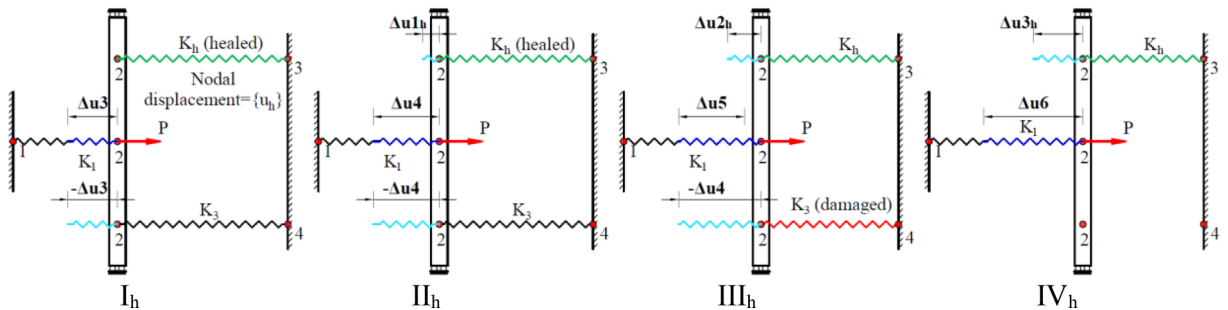 Kh (healed)
2
3
Nodal
displacement={uh}
Δu3
P
1
K1
2
-Δu3
K3
2
4
Ih
Δu1h
Kh (healed)
2
3
Δu4
P
1
K1
2
-Δu4
K3
2
4
IIh
Δu2h
Kh
2
3
Δu5
P
1
K1
2
-Δu4
K3 (damaged)
2
4
IIIh
Δu3h
Kh
2
3
Δu6
K1
P
1
2
2
4
IVh